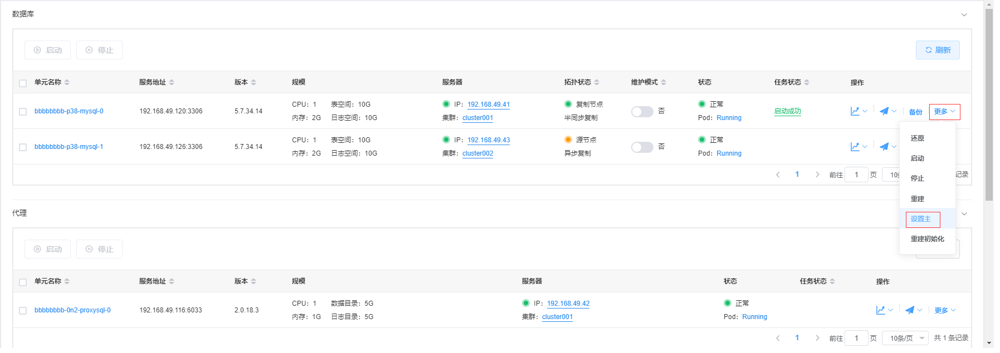 数据库
启动 停止 刷新
单元名称 服务地址 版本 规模 服务器 拓扑状态 维护模式 状态 任务状态 操作
bbbbbbbb-p38-mysql-0 192.168.49.120:3306 5.7.34.14 CPU：1 表空间：10G IP：192.168.49.41 复制节点 否 正常 启动成功 备份 更多
内存：2G 日志空间：10G 集群：cluster001 半同步复制 Pod：Running
bbbbbbbb-p38-mysql-1 192.168.49.126:3306 5.7.34.14 CPU：1 表空间：10G IP：192.168.49.43 源节点 否 正常
内存：2G 日志空间：10G 集群：cluster002 异步复制 Pod：Running
还原
启动
停止
重建
设置主
重建初始化
1 前往 1 页 10 记录
代理
启动 停止
单元名称 服务地址 版本 规模 服务器 状态 任务状态 操作
bbbbbbbb-0n2-proxysql-0 192.168.49.116:6033 2.0.18.3 CPU：1 数据目录：5G IP：192.168.49.42 正常 更多
内存：1G 日志目录：5G 集群：cluster001 Pod：Running
1 前往 1 页 10条/页 共 1 条记录